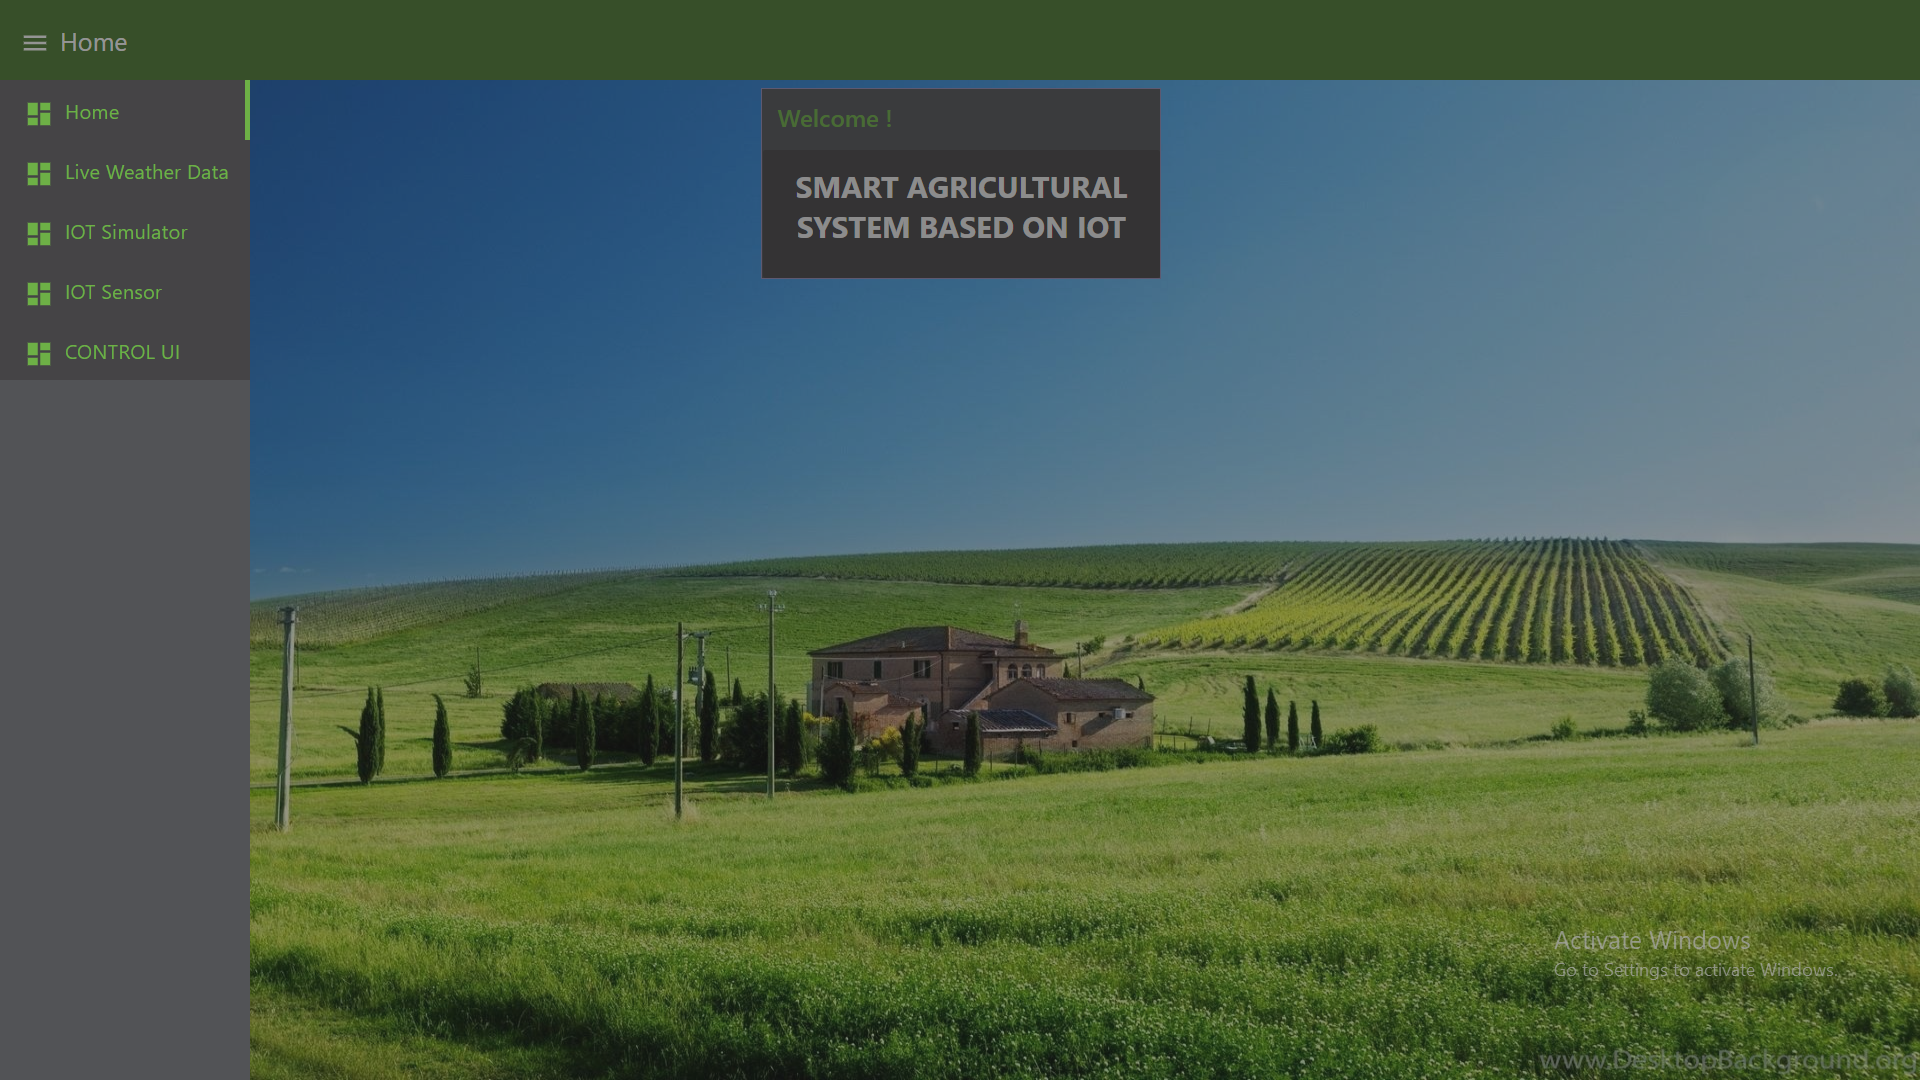 Home
Home
Live Weather Data
IOT Simulator
IOT Sensor
CONTROL UI
Welcome !
SMART AGRICULTURAL
SYSTEM BASED ON IOT
Activate Windows
Go to Settings to activate Windows.
www.DesktopBackground.org